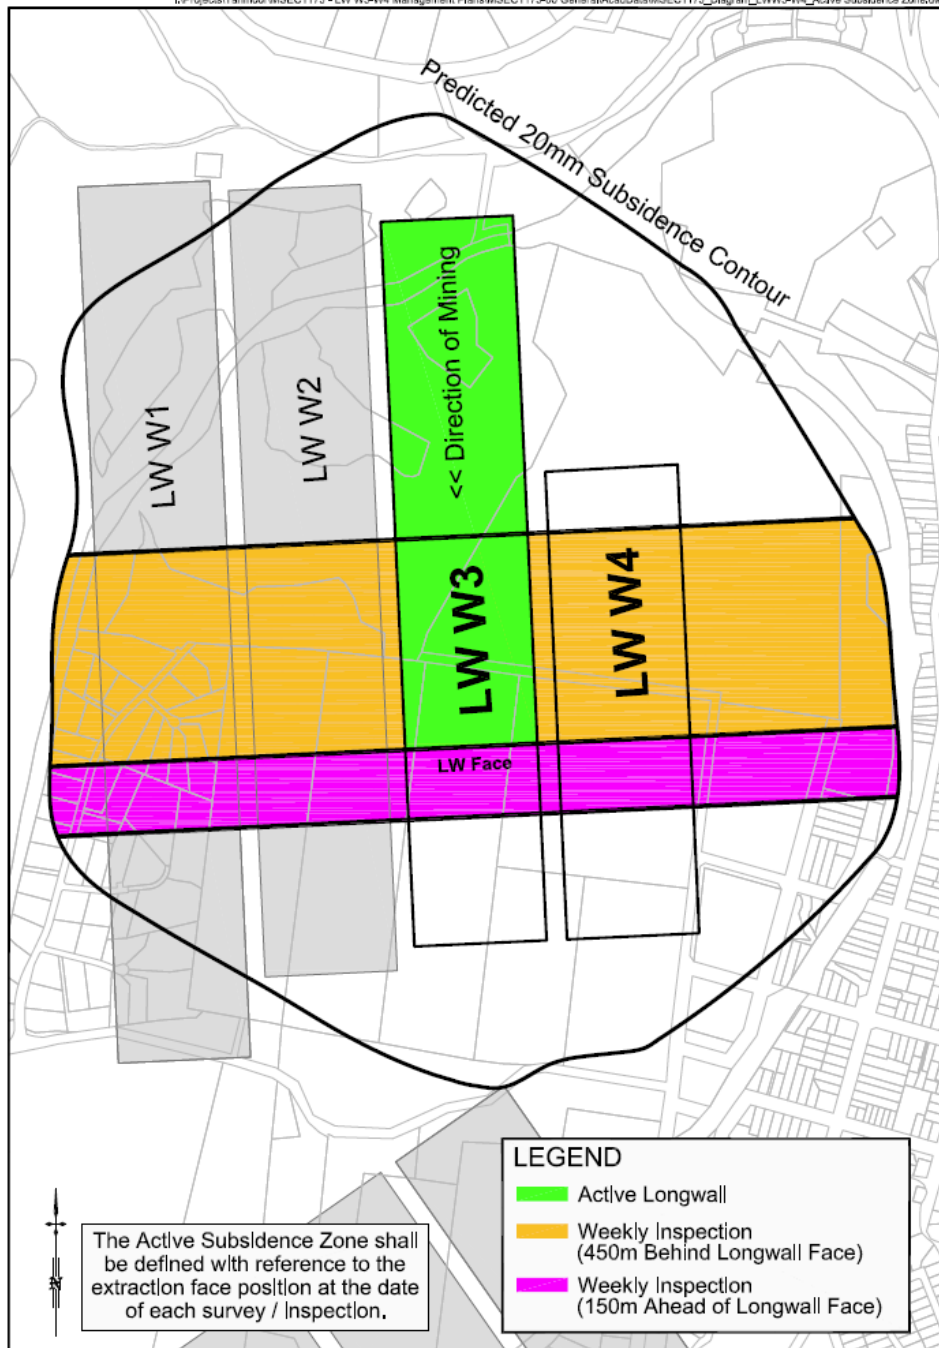 Predicted 20mm Subsidence Contour
<< Direction of Mining
LW W1
LW W2
LW W3
LW W4
LW Face
LEGEND
Active Longwall
Weekly Inspection
(450m Behind Longwall Face)
Weekly Inspection
(150m Ahead of Longwall Face)
N
The Active Subsidence Zone shall
be defined with reference to the
extraction face position at the date
of each survey / inspection.